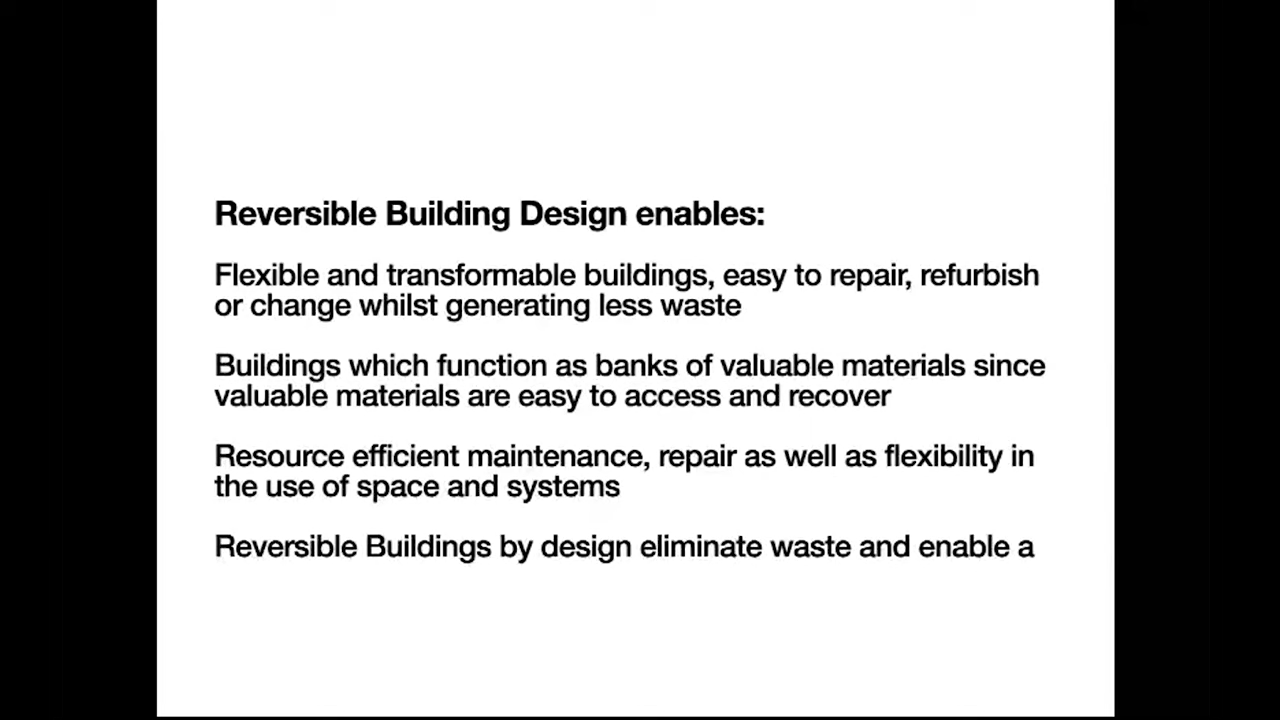 Reversible Building Design enables:
Flexible and transformable buildings, easy to repair, refurbish
or change whilst generating less waste
Buildings which function as banks of valuable materials since
valuable materials are easy to access and recover
Resource efficient maintenance, repair as well as flexibility in
the use of space and systems
Reversible Buildings by design eliminate waste and enable a